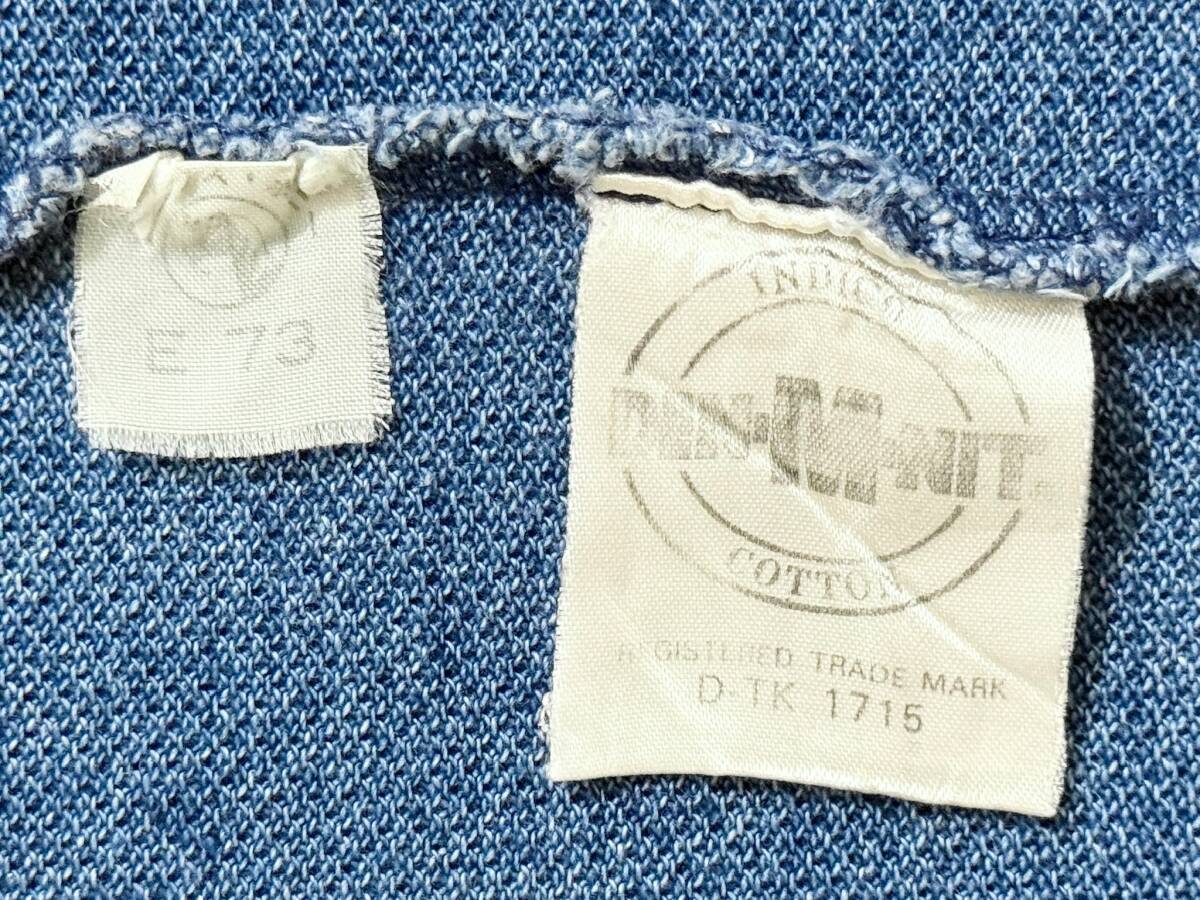 E 73
INDIGO
COTTON
REGISTERED TRADE MARK
D-TK 1715